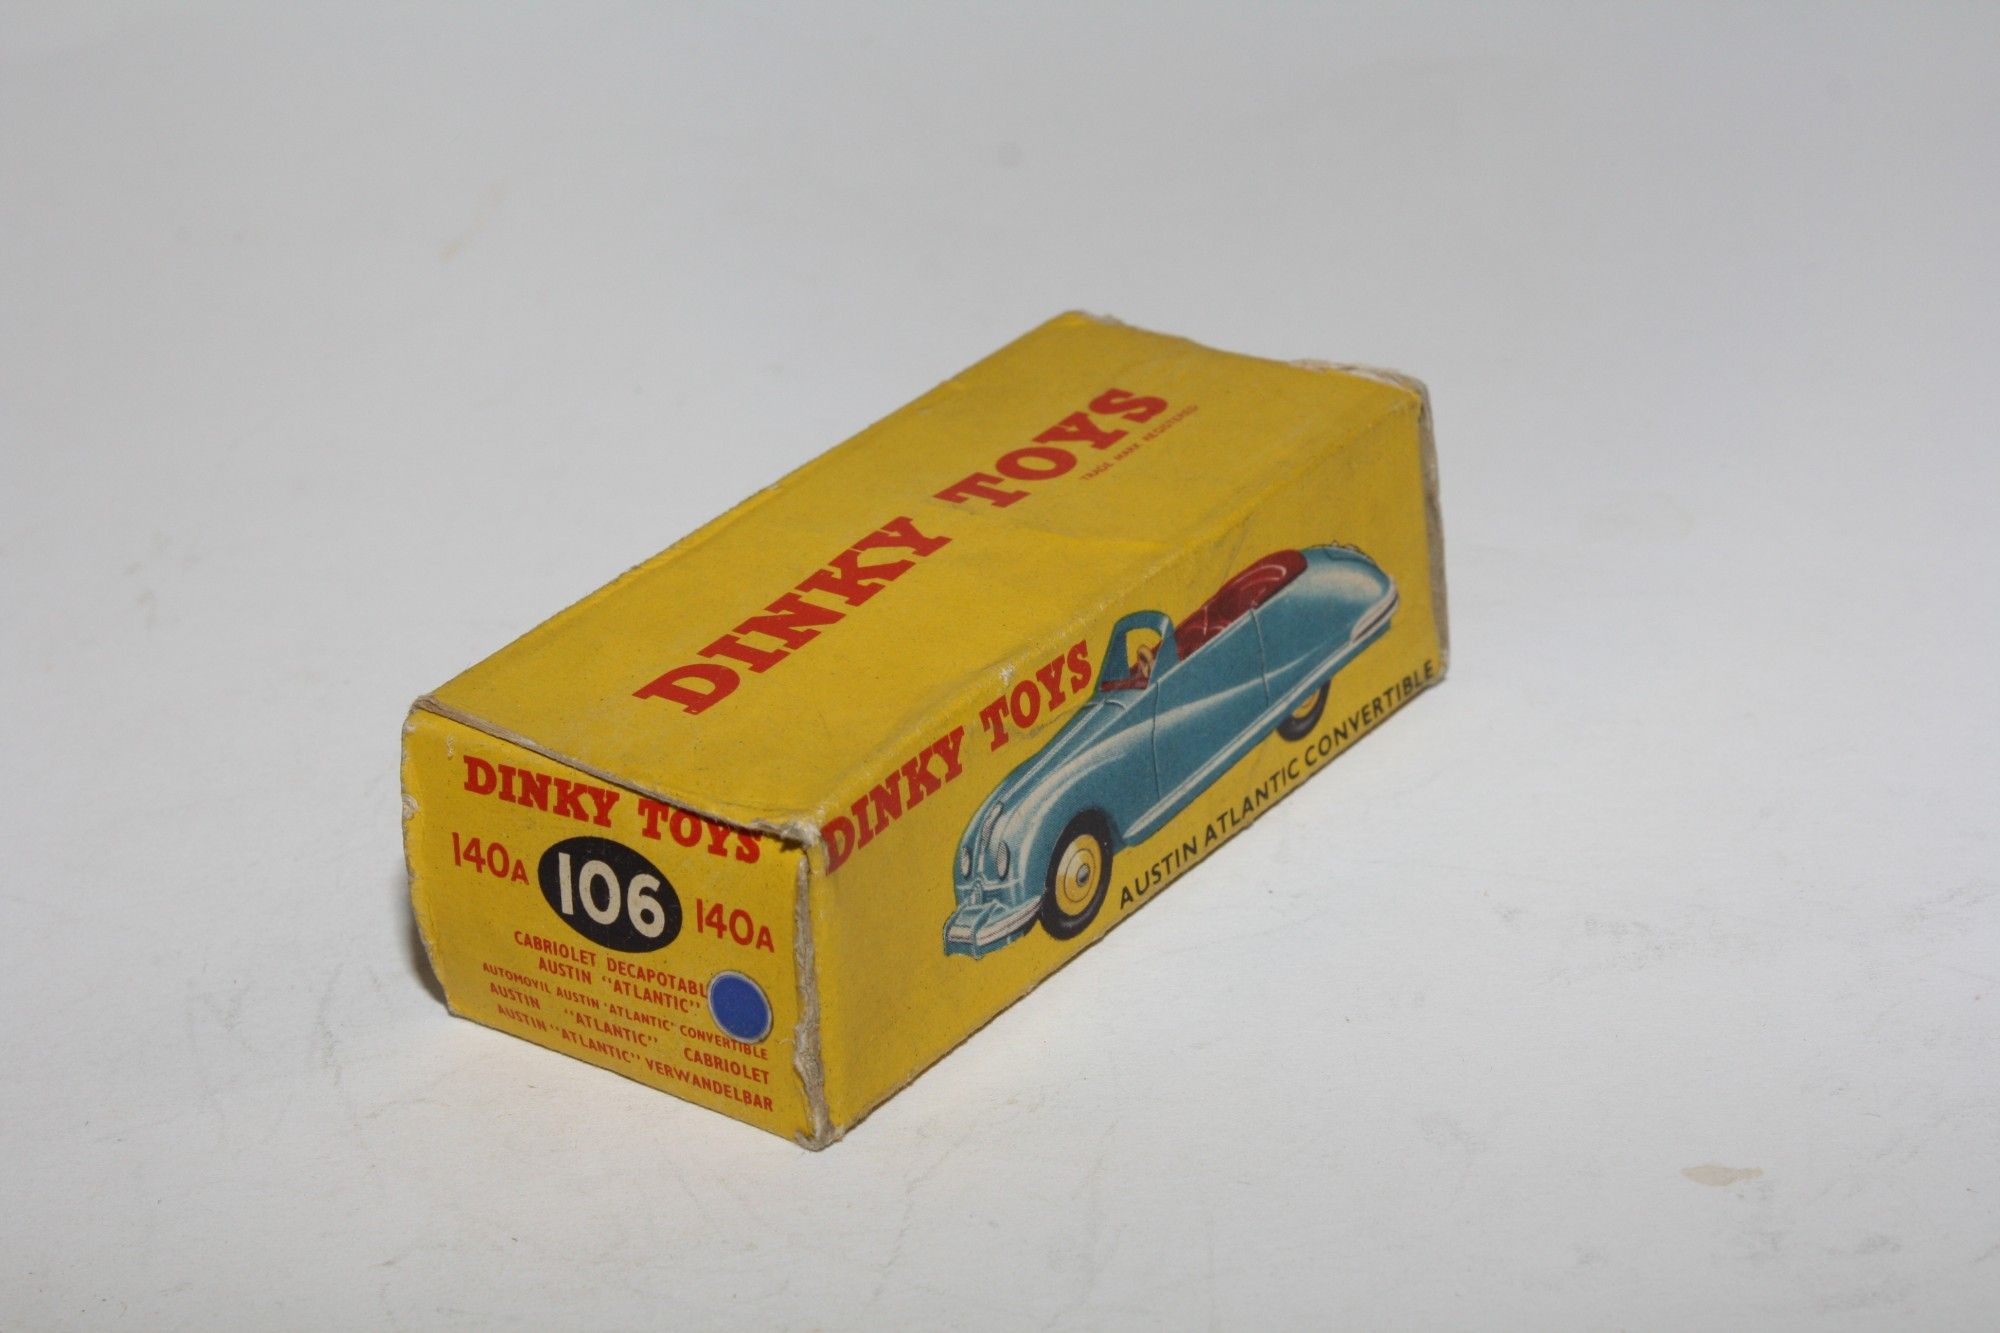 DINKY TOYS
TRADE MARK REGISTERED
DINKY TOYS
AUSTIN ATLANTIC CONVERTIBLE
DINKY TOYS
140A 106 140A
CABRIOLET DECAPOTABL
AUSTIN "ATLANTIC"
AUTOMOVIL AUSTIN 'ATLANTIC' CONVERTIBLE
AUSTIN "ATLANTIC" CABRIOLET
AUSTIN "ATLANTIC" VERWANDELBAR